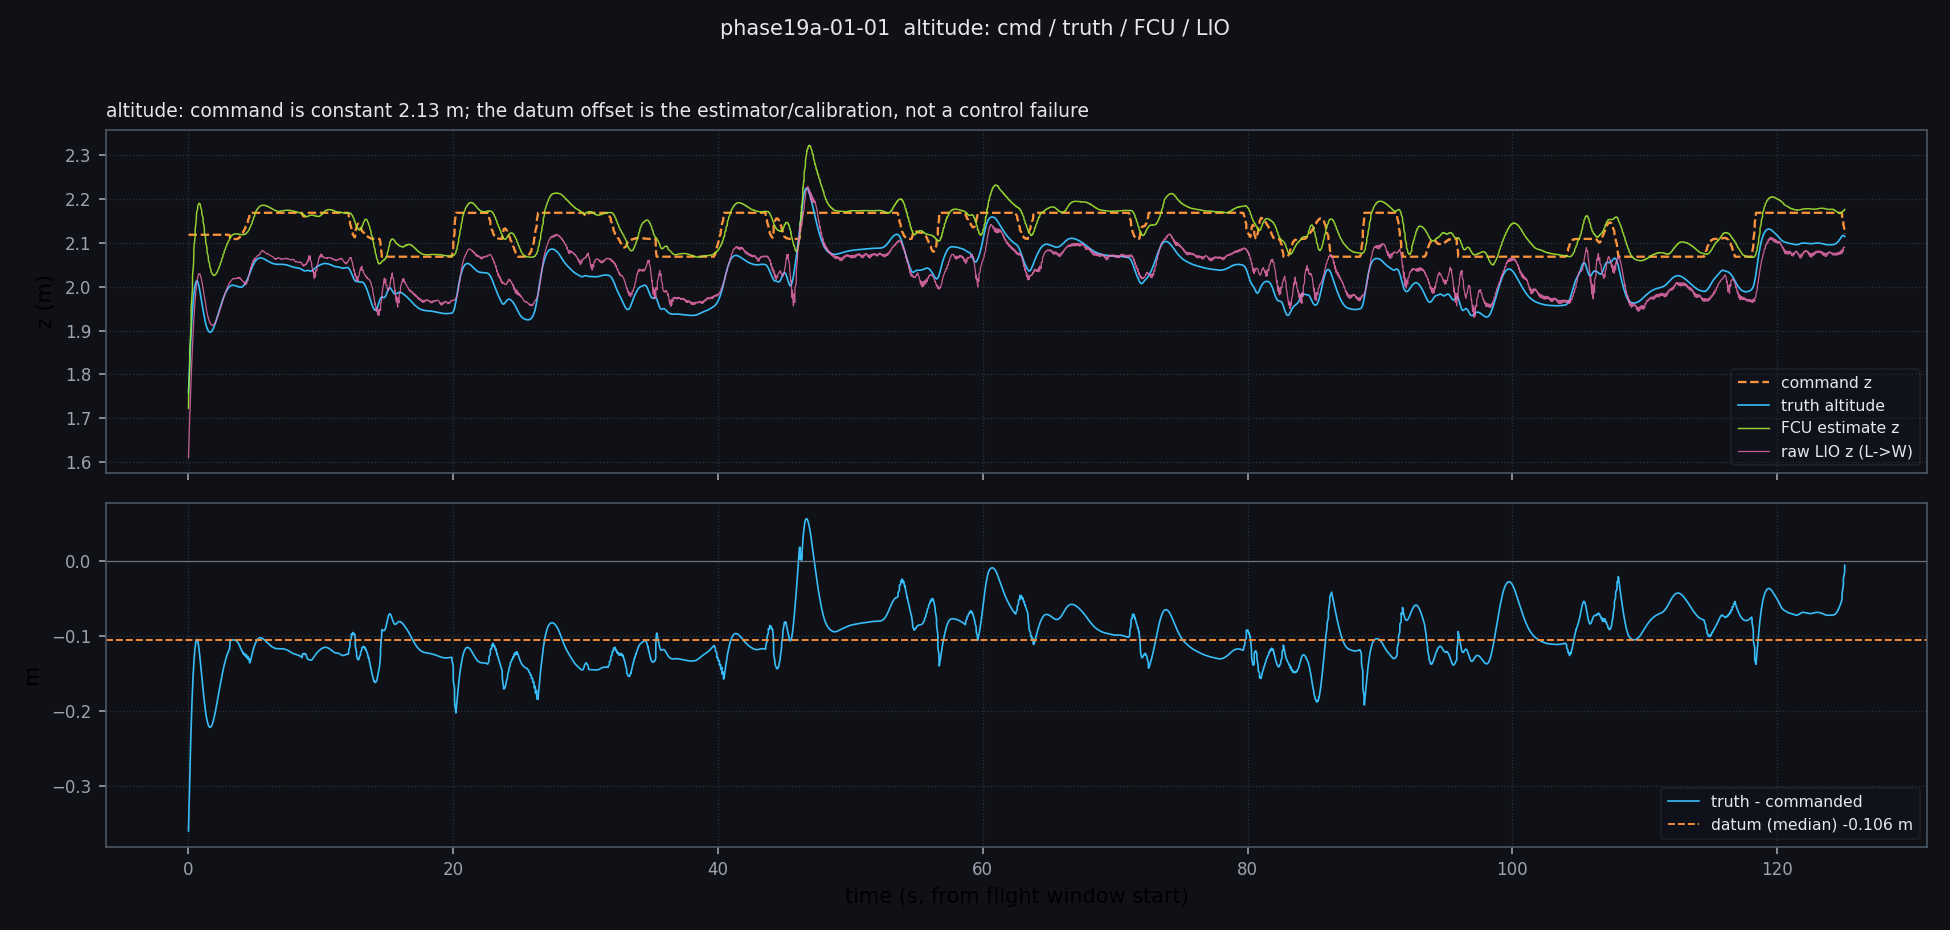 phase19a-01-01  altitude: cmd / truth / FCU / LIO
altitude: command is constant 2.13 m; the datum offset is the estimator/calibration, not a control failure
z (m)
2.3
2.2
2.1
2.0
1.9
1.8
1.7
1.6
command z
truth altitude
FCU estimate z
raw LIO z (L->W)
m
0.0
−0.1
−0.2
−0.3
truth - commanded
datum (median) -0.106 m
0 20 40 60 80 100 120
time (s, from flight window start)